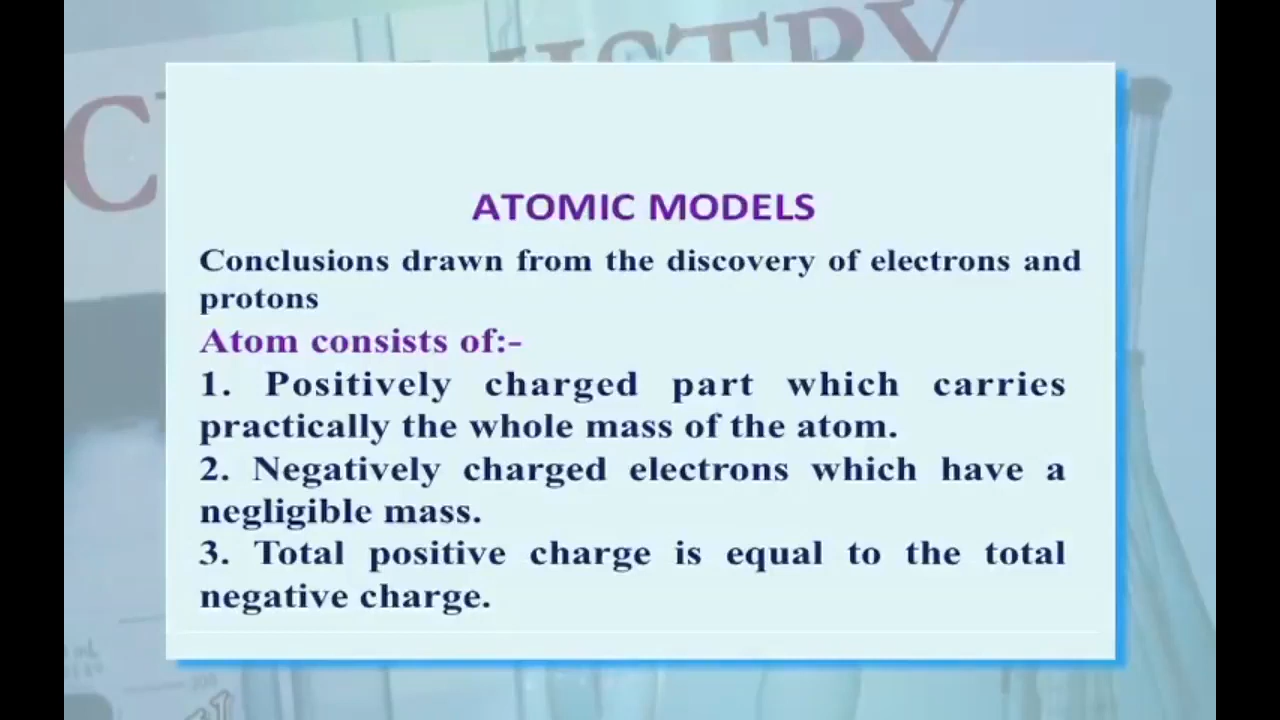 CHEMISTRY
ATOMIC MODELS
Conclusions drawn from the discovery of electrons and
protons
Atom consists of:-
1. Positively charged part which carries
practically the whole mass of the atom.
2. Negatively charged electrons which have a
negligible mass.
3. Total positive charge is equal to the total
negative charge.